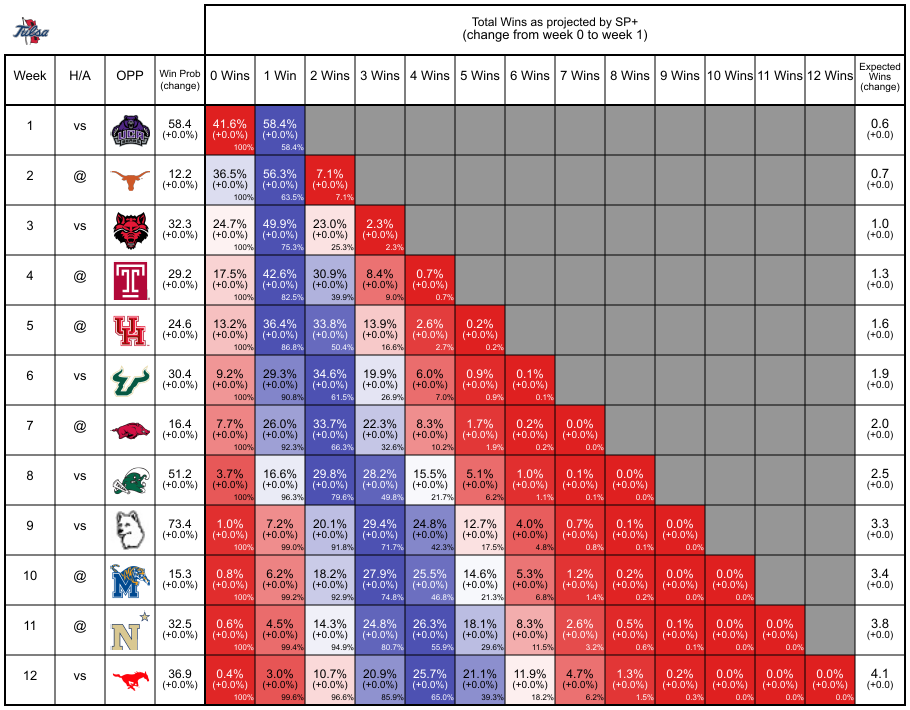 Tulsa
Total Wins as projected by SP+
(change from week 0 to week 1)
Week H/A OPP Win Prob (change) 0 Wins 1 Win 2 Wins 3 Wins 4 Wins 5 Wins 6 Wins 7 Wins 8 Wins 9 Wins 10 Wins 11 Wins 12 Wins Expected Wins (change)
1 vs UCA BEARS 58.4 (+0.0%) 41.6% (+0.0%) 100% 58.4% (+0.0%) 58.4% 0.6 (+0.0)
2 @ 12.2 (+0.0%) 36.5% (+0.0%) 100% 56.3% (+0.0%) 63.5% 7.1% (+0.0%) 7.1% 0.7 (+0.0)
3 vs 32.3 (+0.0%) 24.7% (+0.0%) 100% 49.9% (+0.0%) 75.3% 23.0% (+0.0%) 25.3% 2.3% (+0.0%) 2.3% 1.0 (+0.0)
4 @ T 29.2 (+0.0%) 17.5% (+0.0%) 100% 42.6% (+0.0%) 82.5% 30.9% (+0.0%) 39.9% 8.4% (+0.0%) 9.0% 0.7% (+0.0%) 0.7% 1.3 (+0.0)
5 @ UH 24.6 (+0.0%) 13.2% (+0.0%) 100% 36.4% (+0.0%) 86.8% 33.8% (+0.0%) 50.4% 13.9% (+0.0%) 16.6% 2.6% (+0.0%) 2.7% 0.2% (+0.0%) 0.2% 1.6 (+0.0)
6 vs 30.4 (+0.0%) 9.2% (+0.0%) 100% 29.3% (+0.0%) 90.8% 34.6% (+0.0%) 61.5% 19.9% (+0.0%) 26.9% 6.0% (+0.0%) 7.0% 0.9% (+0.0%) 0.9% 0.1% (+0.0%) 0.1% 1.9 (+0.0)
7 @ 16.4 (+0.0%) 7.7% (+0.0%) 100% 26.0% (+0.0%) 92.3% 33.7% (+0.0%) 66.3% 22.3% (+0.0%) 32.6% 8.3% (+0.0%) 10.2% 1.7% (+0.0%) 1.9% 0.2% (+0.0%) 0.2% 0.0% (+0.0%) 0.0% 2.0 (+0.0)
8 vs 51.2 (+0.0%) 3.7% (+0.0%) 100% 16.6% (+0.0%) 96.3% 29.8% (+0.0%) 79.6% 28.2% (+0.0%) 49.8% 15.5% (+0.0%) 21.7% 5.1% (+0.0%) 6.2% 1.0% (+0.0%) 1.1% 0.1% (+0.0%) 0.1% 0.0% (+0.0%) 0.0% 2.5 (+0.0)
9 vs 73.4 (+0.0%) 1.0% (+0.0%) 100% 7.2% (+0.0%) 99.0% 20.1% (+0.0%) 91.8% 29.4% (+0.0%) 71.7% 24.8% (+0.0%) 42.3% 12.7% (+0.0%) 17.5% 4.0% (+0.0%) 4.8% 0.7% (+0.0%) 0.8% 0.1% (+0.0%) 0.1% 0.0% (+0.0%) 0.0% 3.3 (+0.0)
10 @ M 15.3 (+0.0%) 0.8% (+0.0%) 100% 6.2% (+0.0%) 99.2% 18.2% (+0.0%) 92.9% 27.9% (+0.0%) 74.8% 25.5% (+0.0%) 46.8% 14.6% (+0.0%) 21.3% 5.3% (+0.0%) 6.8% 1.2% (+0.0%) 1.4% 0.2% (+0.0%) 0.2% 0.0% (+0.0%) 0.0% 0.0% (+0.0%) 0.0% 3.4 (+0.0)
11 @ N 32.5 (+0.0%) 0.6% (+0.0%) 100% 4.5% (+0.0%) 99.4% 14.3% (+0.0%) 94.9% 24.8% (+0.0%) 80.7% 26.3% (+0.0%) 55.9% 18.1% (+0.0%) 29.6% 8.3% (+0.0%) 11.5% 2.6% (+0.0%) 3.2% 0.5% (+0.0%) 0.6% 0.1% (+0.0%) 0.1% 0.0% (+0.0%) 0.0% 0.0% (+0.0%) 0.0% 3.8 (+0.0)
12 vs 36.9 (+0.0%) 0.4% (+0.0%) 100% 3.0% (+0.0%) 99.6% 10.7% (+0.0%) 96.6% 20.9% (+0.0%) 85.9% 25.7% (+0.0%) 65.0% 21.1% (+0.0%) 39.3% 11.9% (+0.0%) 18.2% 4.7% (+0.0%) 6.2% 1.3% (+0.0%) 1.5% 0.2% (+0.0%) 0.3% 0.0% (+0.0%) 0.0% 0.0% (+0.0%) 0.0% 0.0% (+0.0%) 0.0% 4.1 (+0.0)